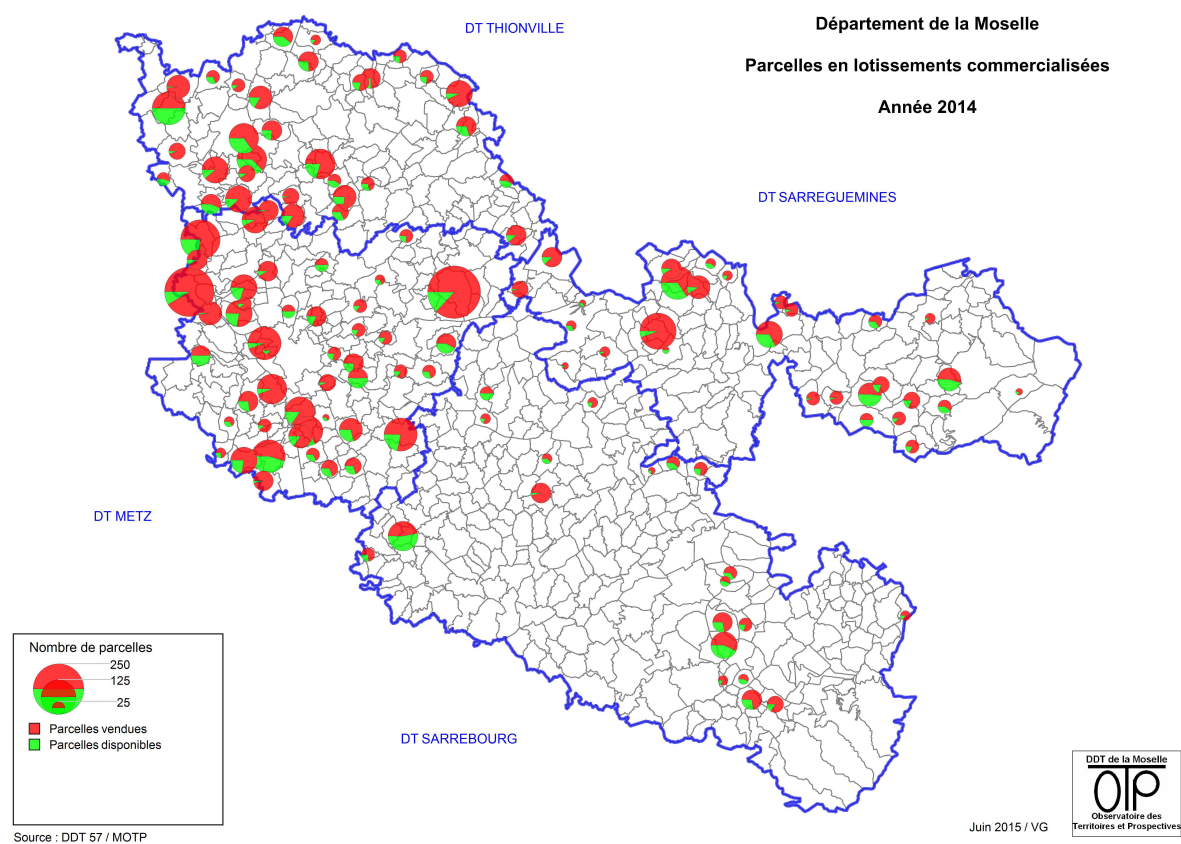 Département de la Moselle
Parcelles en lotissements commercialisées
Année 2014
DT THIONVILLE
DT SARREGUEMINES
DT METZ
DT SARREBOURG
Nombre de parcelles
250
125
25
Parcelles vendues
Parcelles disponibles
Source : DDT 57 / MOTP
Juin 2015 / VG
DDT de la Moselle
OTP
Observatoire des
Territoires et Prospectives